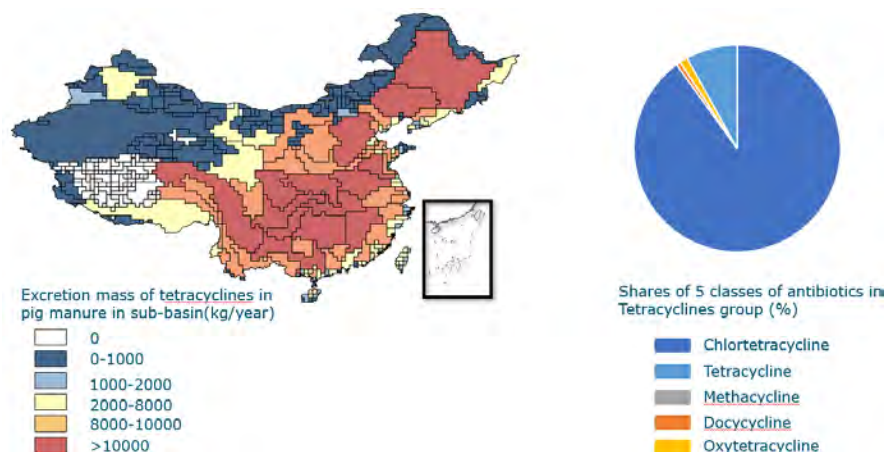 Excretion mass of tetracyclines in
pig manure in sub-basin(kg/year)
0
0-1000
1000-2000
2000-8000
8000-10000
>10000
Shares of 5 classes of antibiotics in
Tetracyclines group (%)
Chlortetracycline
Tetracycline
Methacycline
Docycycline
Oxytetracycline